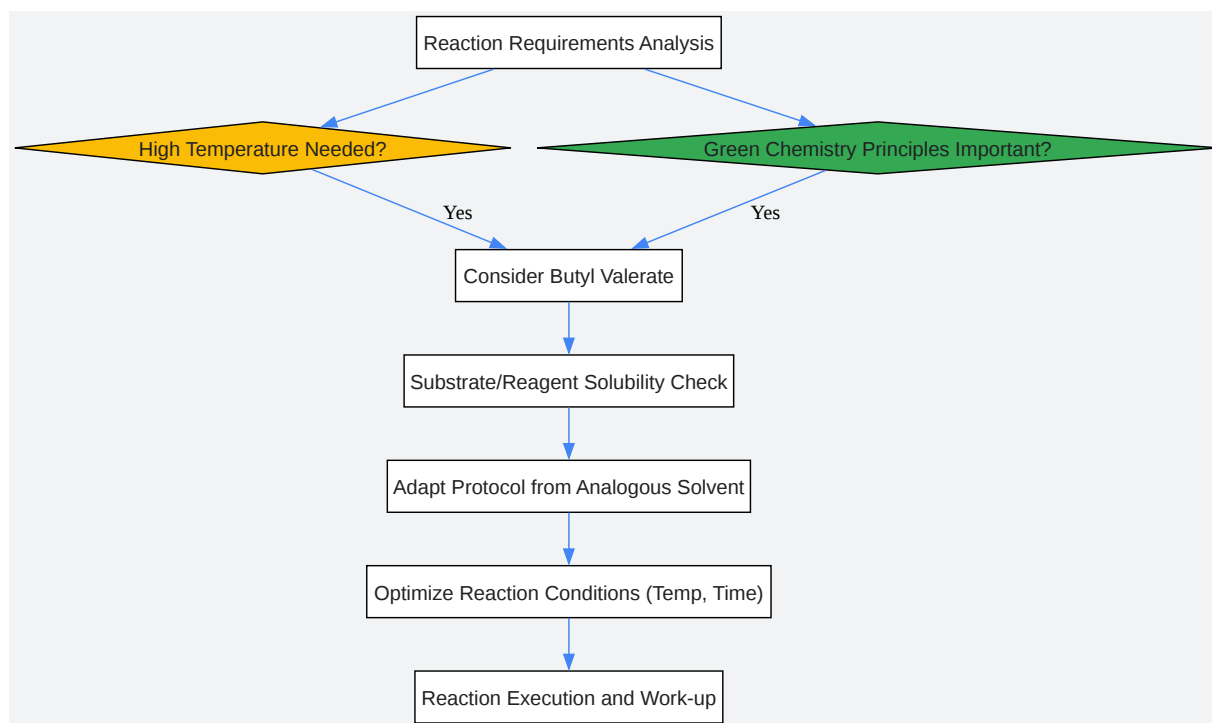 Reaction Requirements Analysis
High Temperature Needed?
Green Chemistry Principles Important?
Yes
Yes
Consider Butyl Valerate
Substrate/Reagent Solubility Check
Adapt Protocol from Analogous Solvent
Optimize Reaction Conditions (Temp, Time)
Reaction Execution and Work-up